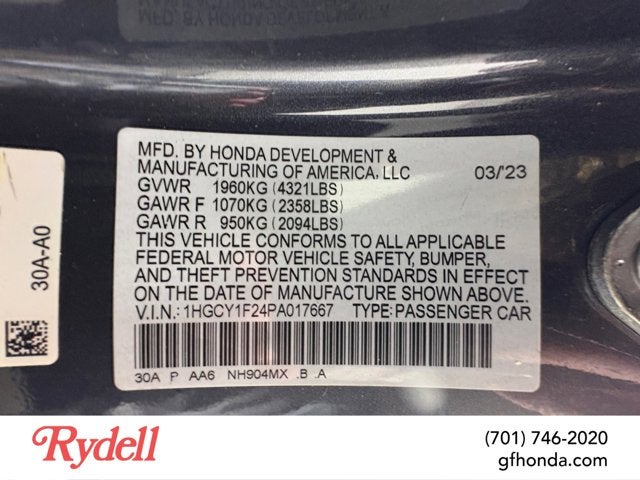 MFD. BY HONDA DEVELOPMENT &
MANUFACTURING OF AMERICA, LLC 03/'23
GVWR 1960KG (4321LBS)
GAWR F 1070KG (2358LBS)
GAWR R 950KG (2094LBS)
THIS VEHICLE CONFORMS TO ALL APPLICABLE
FEDERAL MOTOR VEHICLE SAFETY, BUMPER,
AND THEFT PREVENTION STANDARDS IN EFFECT
ON THE DATE OF MANUFACTURE SHOWN ABOVE.
V.I.N.: 1HGCY1F24PA017667 TYPE:PASSENGER CAR
30A P AA6 NH904MX .B .A
30A-A0
Rydell
(701) 746-2020
gfhonda.com